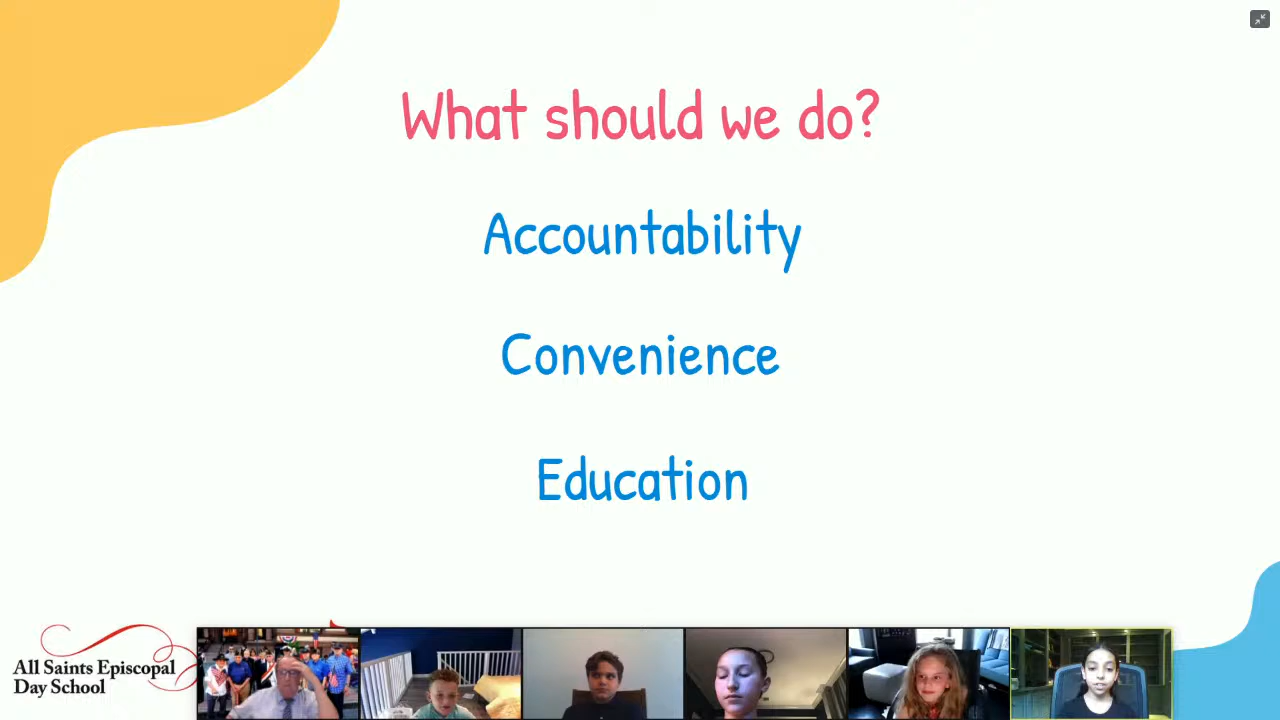 What should we do?
Accountability
Convenience
Education
All Saints Episcopal
Day School